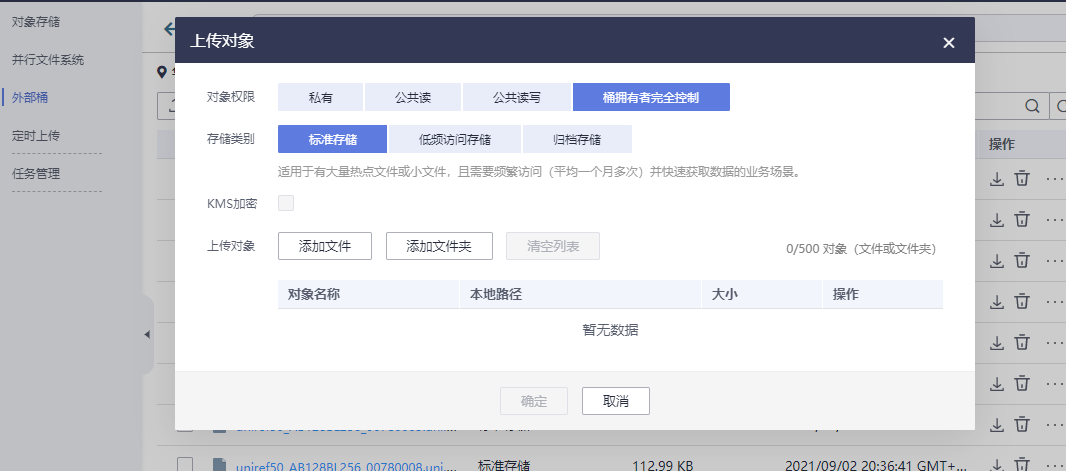 对象存储
并行文件系统
外部桶
定时上传
任务管理
上传对象
对象权限 私有 公共读 公共读写 桶拥有者完全控制
存储类别 标准存储 低频访问存储 归档存储
适用于有大量热点文件或小文件，且需要频繁访问（平均一个月多次）并快速获取数据的业务场景。
KMS加密
上传对象 添加文件 添加文件夹 清空列表 0/500 对象（文件或文件夹）
对象名称 本地路径 大小 操作
暂无数据
确定 取消
操作
uniref50_AB128BL256_00780008.uni... 标准存储 112.99 KB 2021/09/02 20:36:41 GMT+...